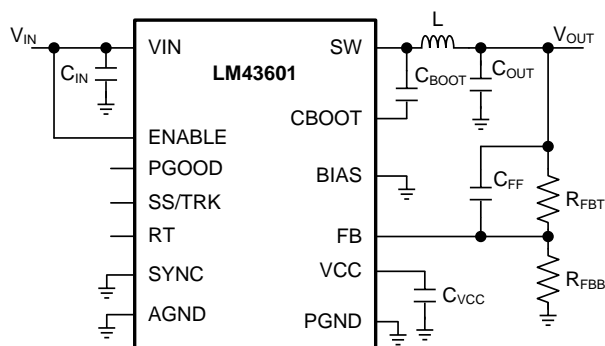 V_IN
VIN
SW
L
V_OUT
C_IN
LM43601
C_BOOT
C_OUT
CBOOT
ENABLE
PGOOD
BIAS
C_FF
R_FBT
SS/TRK
RT
FB
SYNC
VCC
R_FBB
C_VCC
AGND
PGND